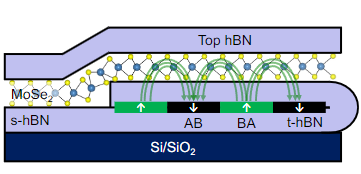 Top hBN
MoSe2
s-hBN
AB
BA
t-hBN
Si/SiO2